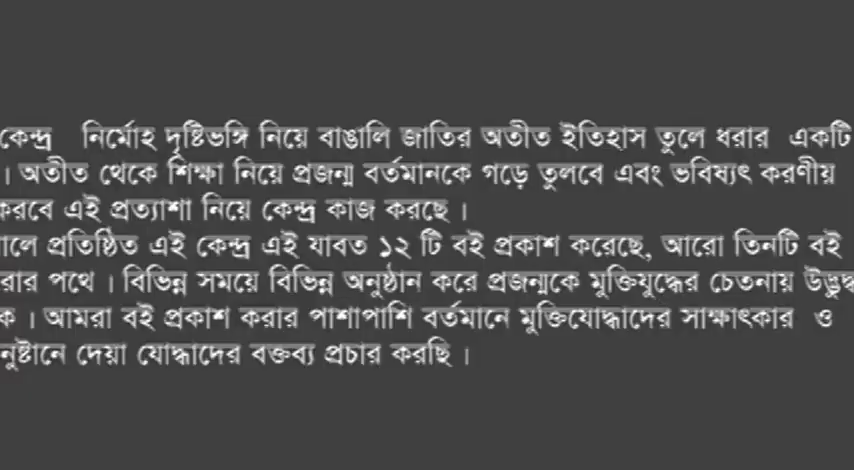 কেন্দ্র নির্মোহ দৃষ্টিভঙ্গি নিয়ে বাঙালি জাতির অতীত ইতিহাস তুলে ধরার একটি
। অতীত থেকে শিক্ষা নিয়ে প্রজন্ম বর্তমানকে গড়ে তুলবে এবং ভবিষ্যৎ করণীয়
করবে এই প্রত্যাশা নিয়ে কেন্দ্র কাজ করছে ।
প্রতিষ্ঠিত এই কেন্দ্র এই যাবত ১২ টি বই প্রকাশ করেছে, আরো তিনটি বই
পথে । বিভিন্ন সময়ে বিভিন্ন অনুষ্ঠান করে প্রজন্মকে মুক্তিযুদ্ধের চেতনায়
। আমরা বই প্রকাশ করার পাশাপাশি বর্তমানে মুক্তিযোদ্ধাদের সাক্ষাৎকার ও
দেয়া যোদ্ধাদের বক্তব্য প্রচার করছি ।